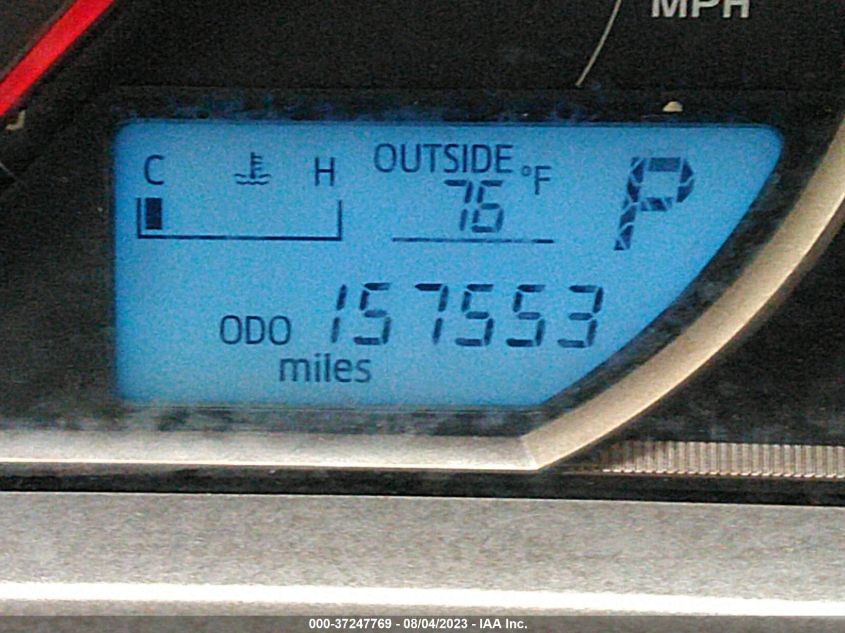 MPH
C H OUTSIDE
76 °F P
ODO 157553
miles
000-37247769 - 08/04/2023 - IAA Inc.